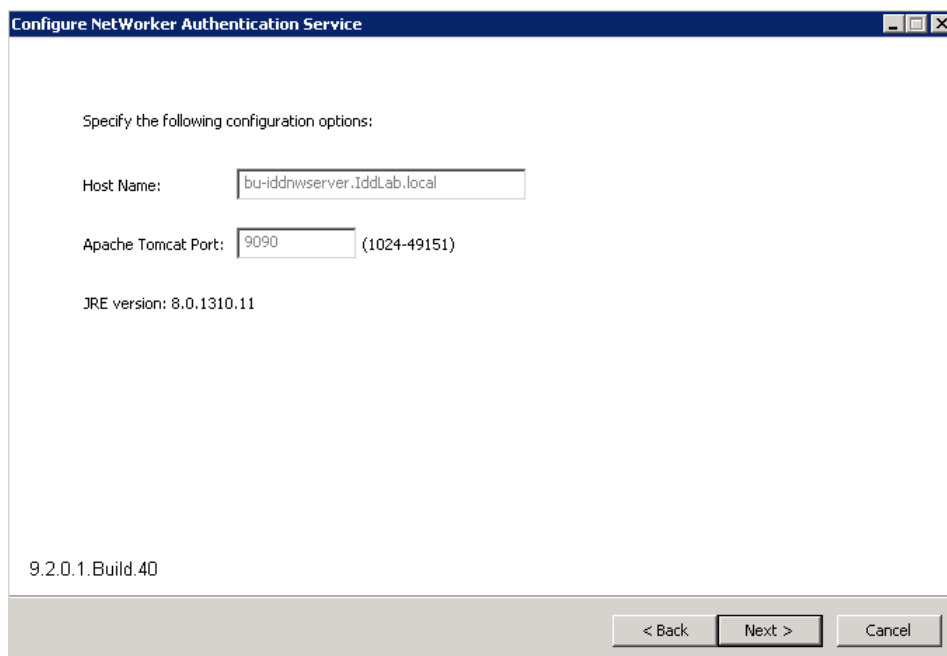 Configure NetWorker Authentication Service
Specify the following configuration options:
Host Name: bu-iddnwserver.IddLab.local
Apache Tomcat Port: 9090 (1024-49151)
JRE version: 8.0.1310.11
9.2.0.1.Build.40
< Back Next > Cancel